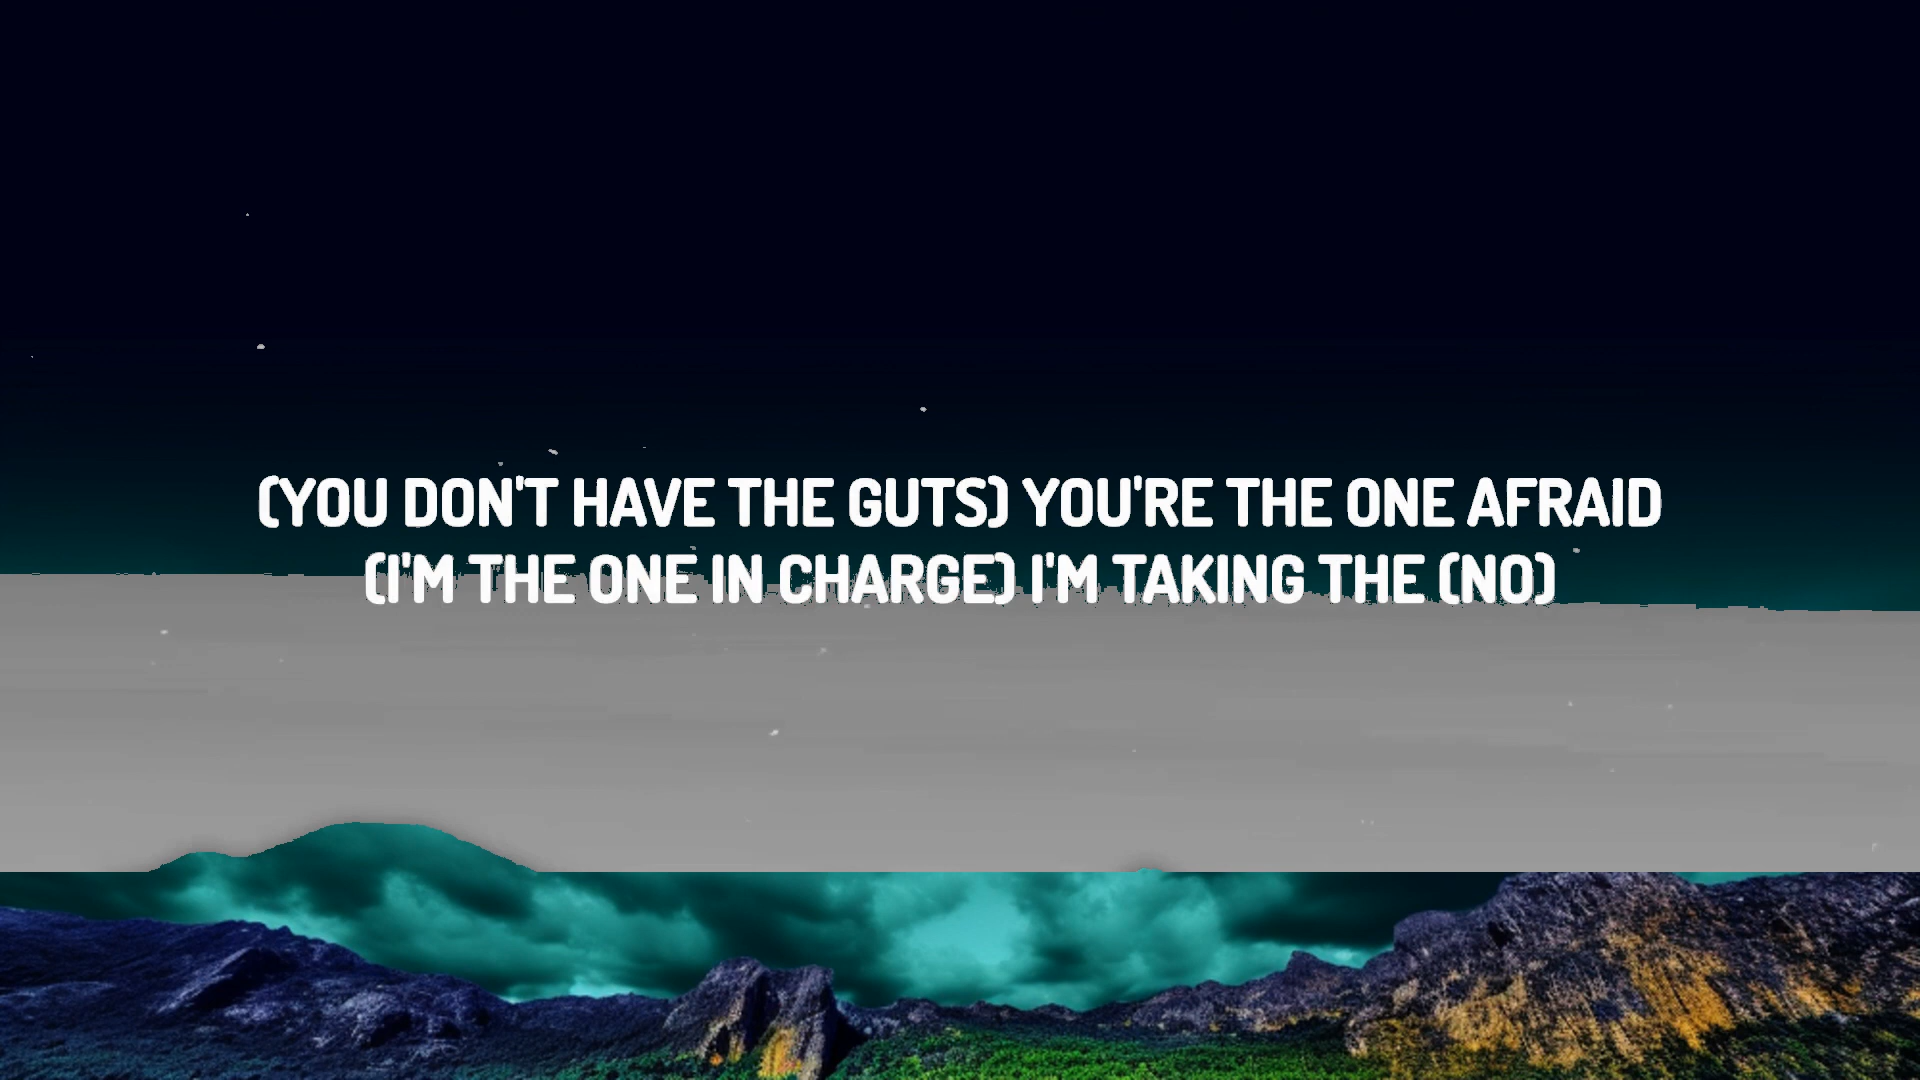 (YOU DON'T HAVE THE GUTS) YOU'RE THE ONE AFRAID
(I'M THE ONE IN CHARGE) I'M TAKING THE (NO)